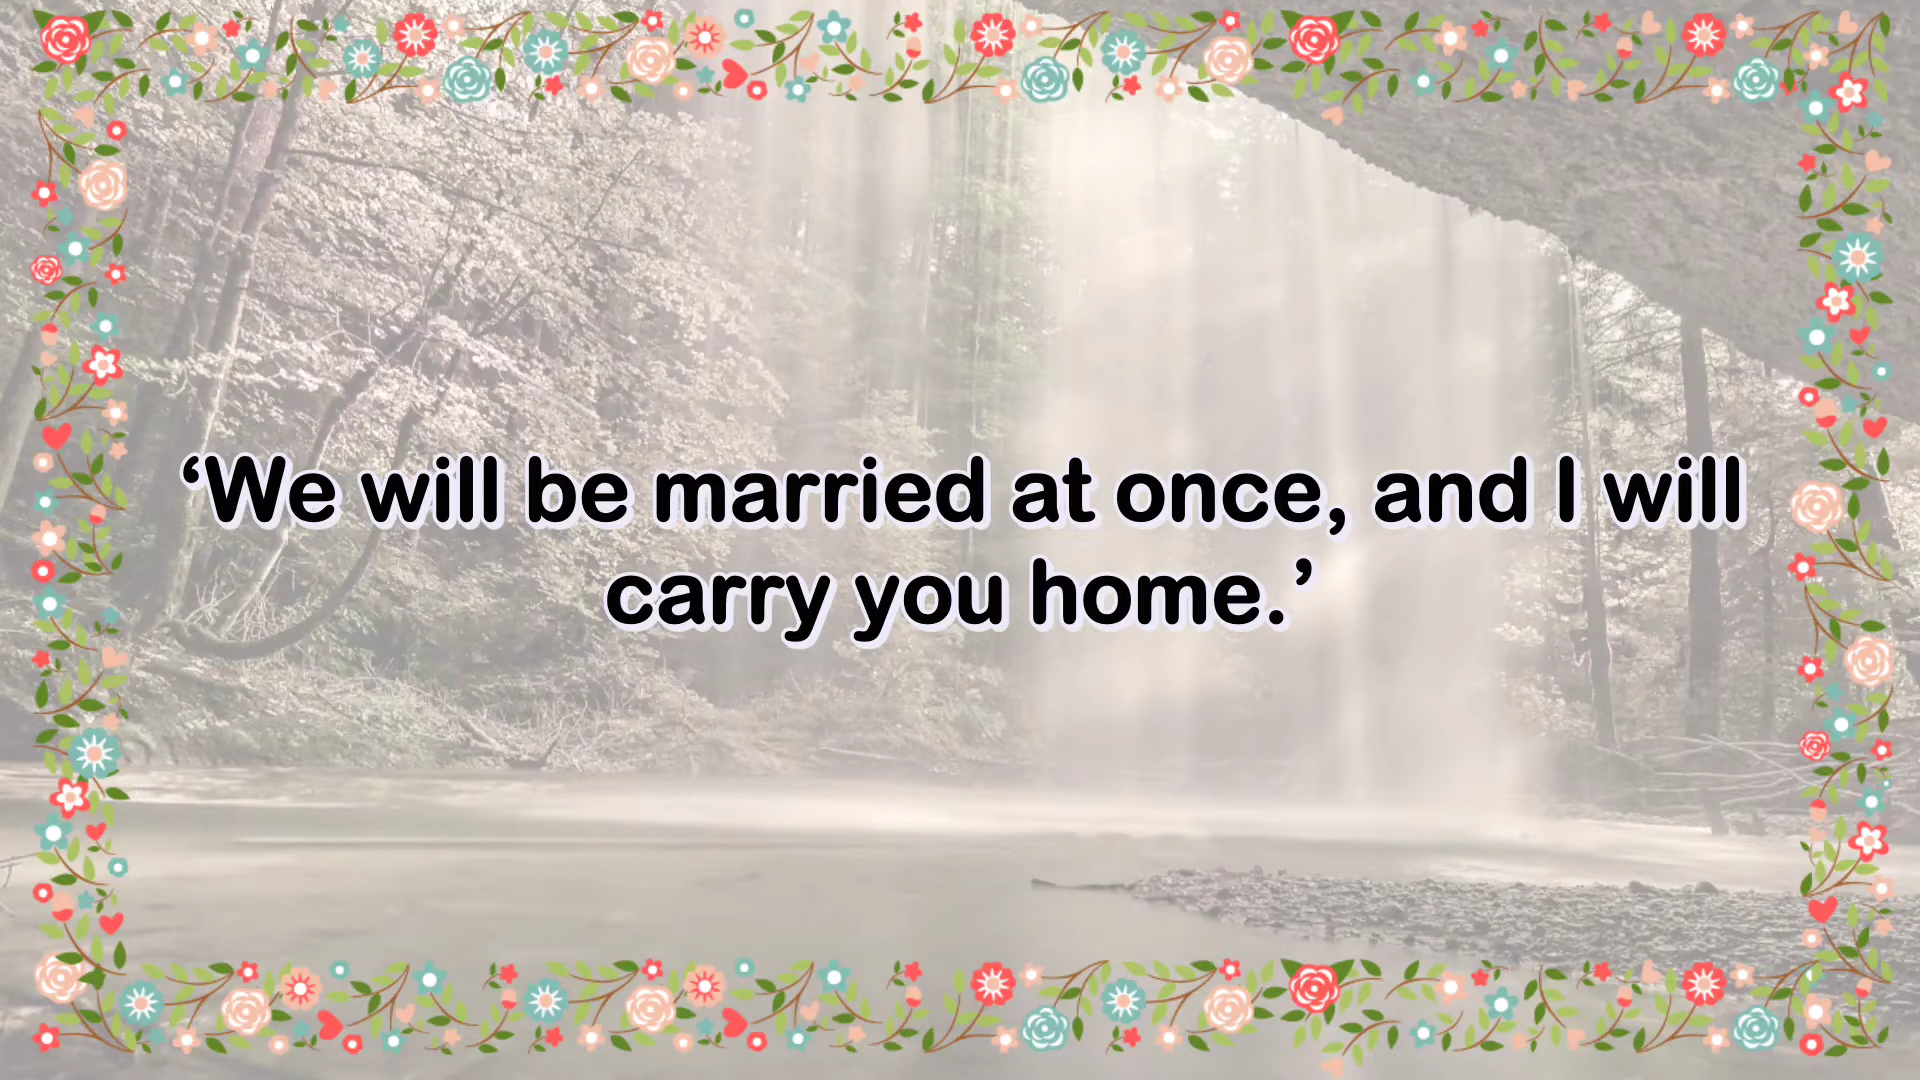 ‘We will be married at once, and I will
carry you home.’